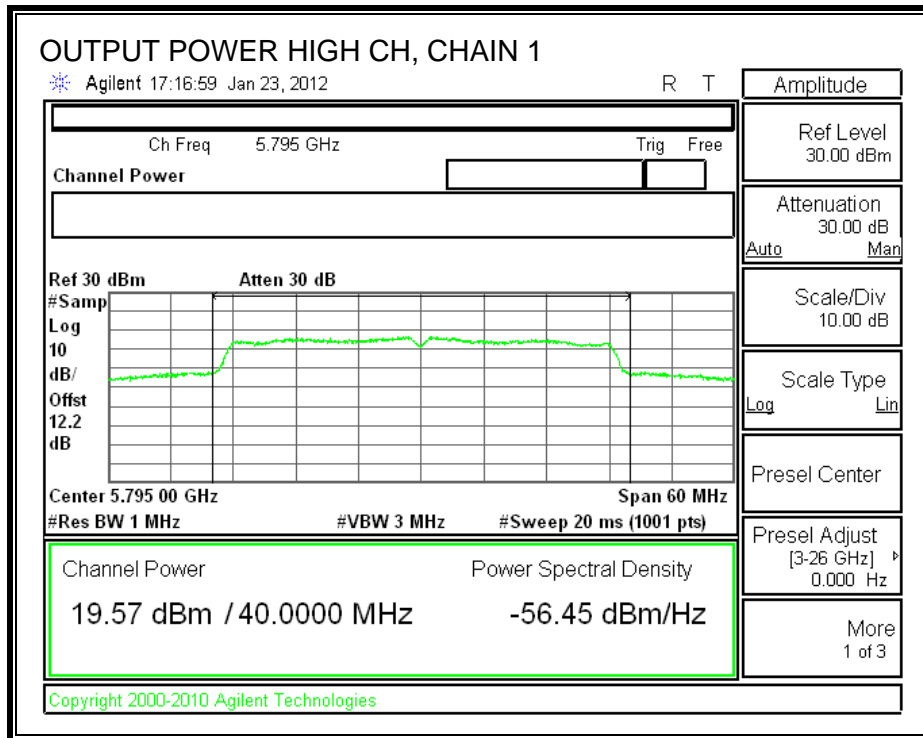 OUTPUT POWER HIGH CH, CHAIN 1
Agilent 17:16:59 Jan 23, 2012 R T
Ch Freq 5.795 GHz Trig Free
Channel Power
Ref 30 dBm Atten 30 dB
#Samp
Log
10
dB/
Offst
12.2
dB
Center 5.795 00 GHz Span 60 MHz
#Res BW 1 MHz #VBW 3 MHz #Sweep 20 ms (1001 pts)
Channel Power Power Spectral Density
19.57 dBm / 40.0000 MHz -56.45 dBm/Hz
Copyright 2000-2010 Agilent Technologies
Amplitude
Ref Level
30.00 dBm
Attenuation
30.00 dB
Auto Man
Scale/Div
10.00 dB
Scale Type
Log Lin
Presel Center
Presel Adjust
[3-26 GHz]
0.000 Hz
More
1 of 3